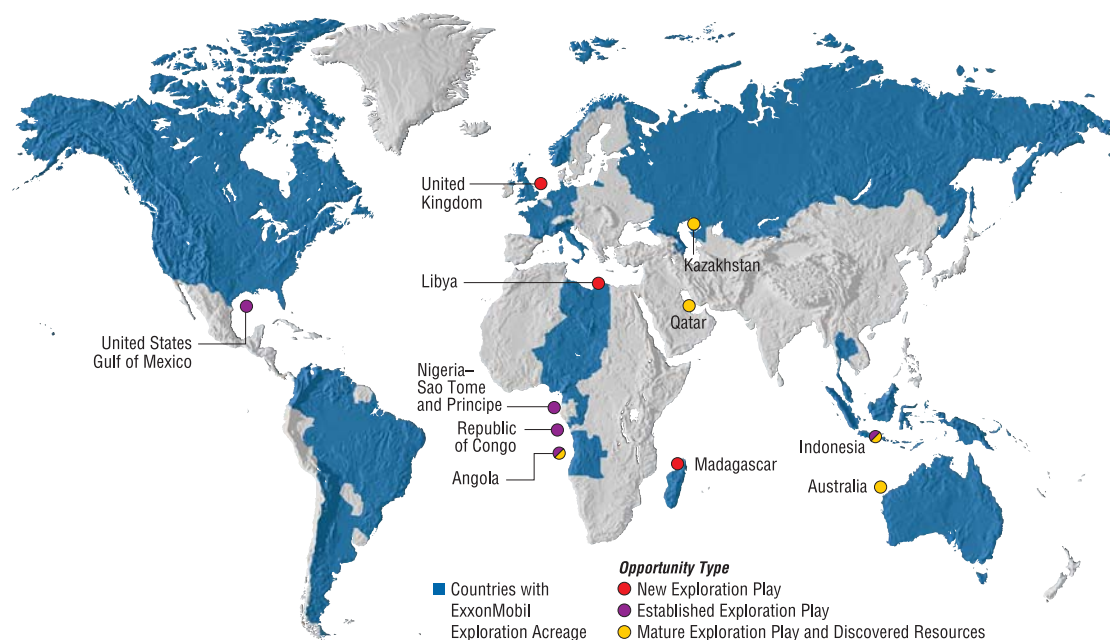 United
Kingdom
Kazakhstan
Libya
Qatar
United States
Gulf of Mexico
Nigeria–
Sao Tome
and Principe
Republic
of Congo
Angola
Madagascar
Indonesia
Australia
Countries with
ExxonMobil
Exploration Acreage
Opportunity Type
New Exploration Play
Established Exploration Play
Mature Exploration Play and Discovered Resources